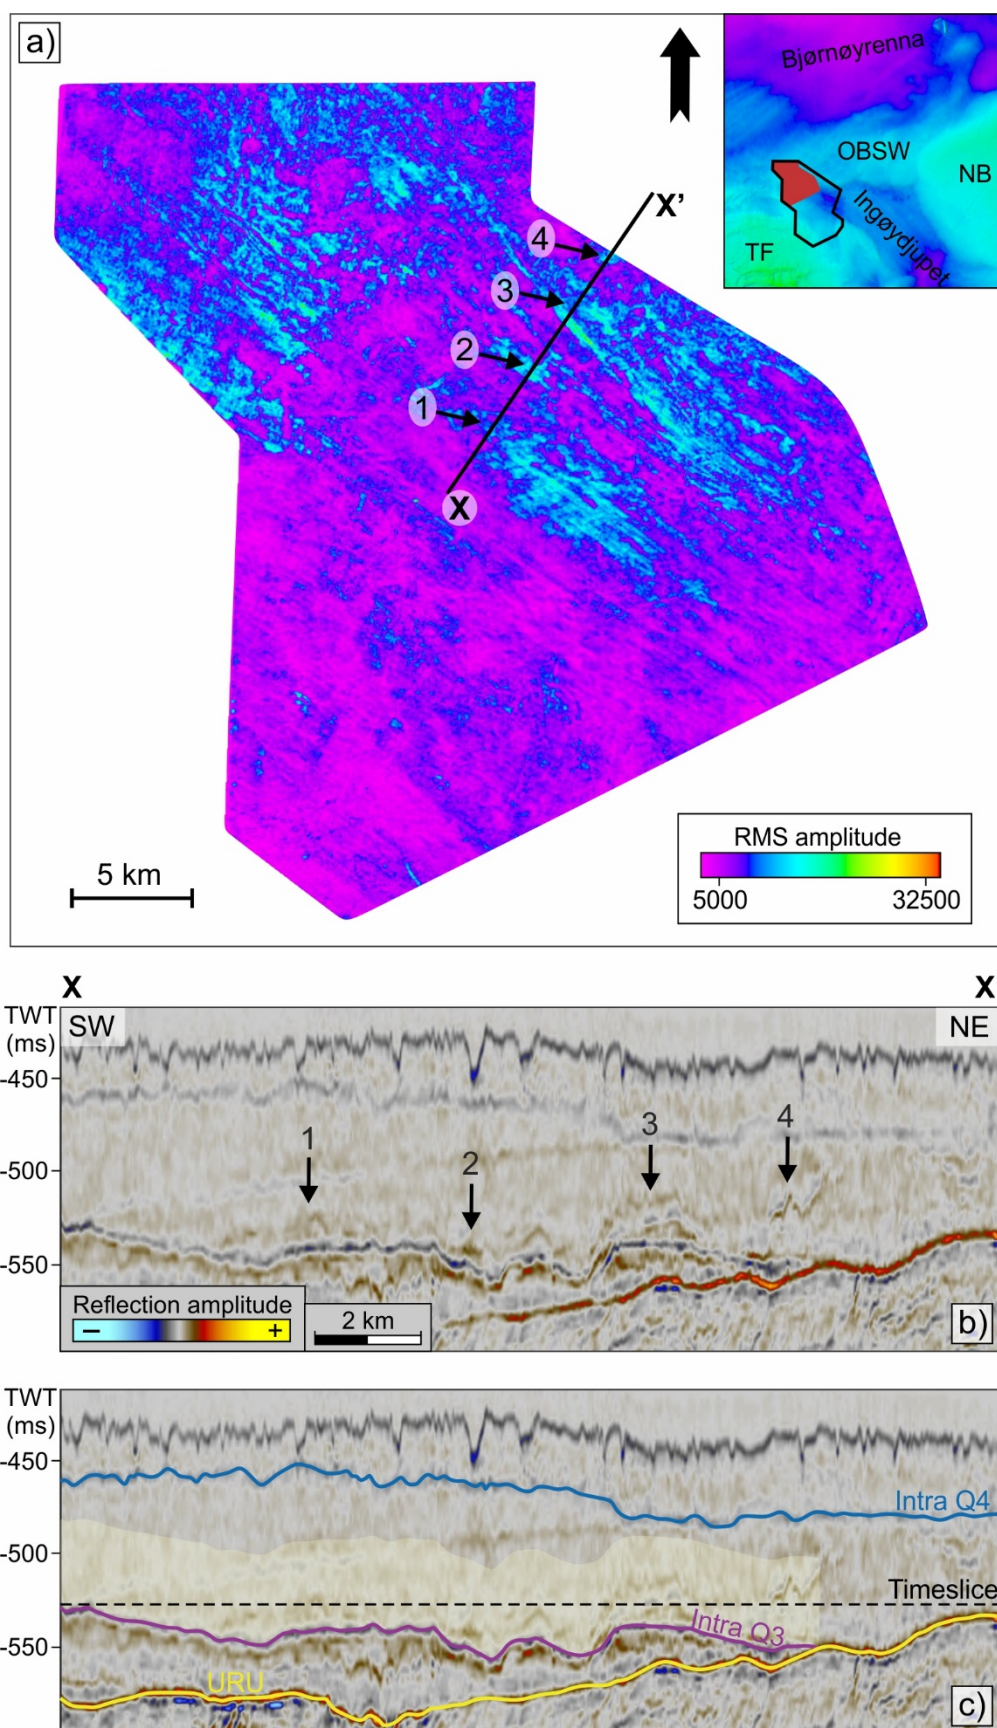 a)
Bjørnøyrenna
OBSW
NB
Ingøydjupet
TF
X'
4
3
2
1
X
RMS amplitude
5000
32500
5 km
X
X
TWT
(ms)
SW
NE
-450
-500
-550
1
2
3
4
Reflection amplitude
– +
2 km
b)
TWT
(ms)
-450
-500
-550
Intra Q4
Timeslice
Intra Q3
URU
c)